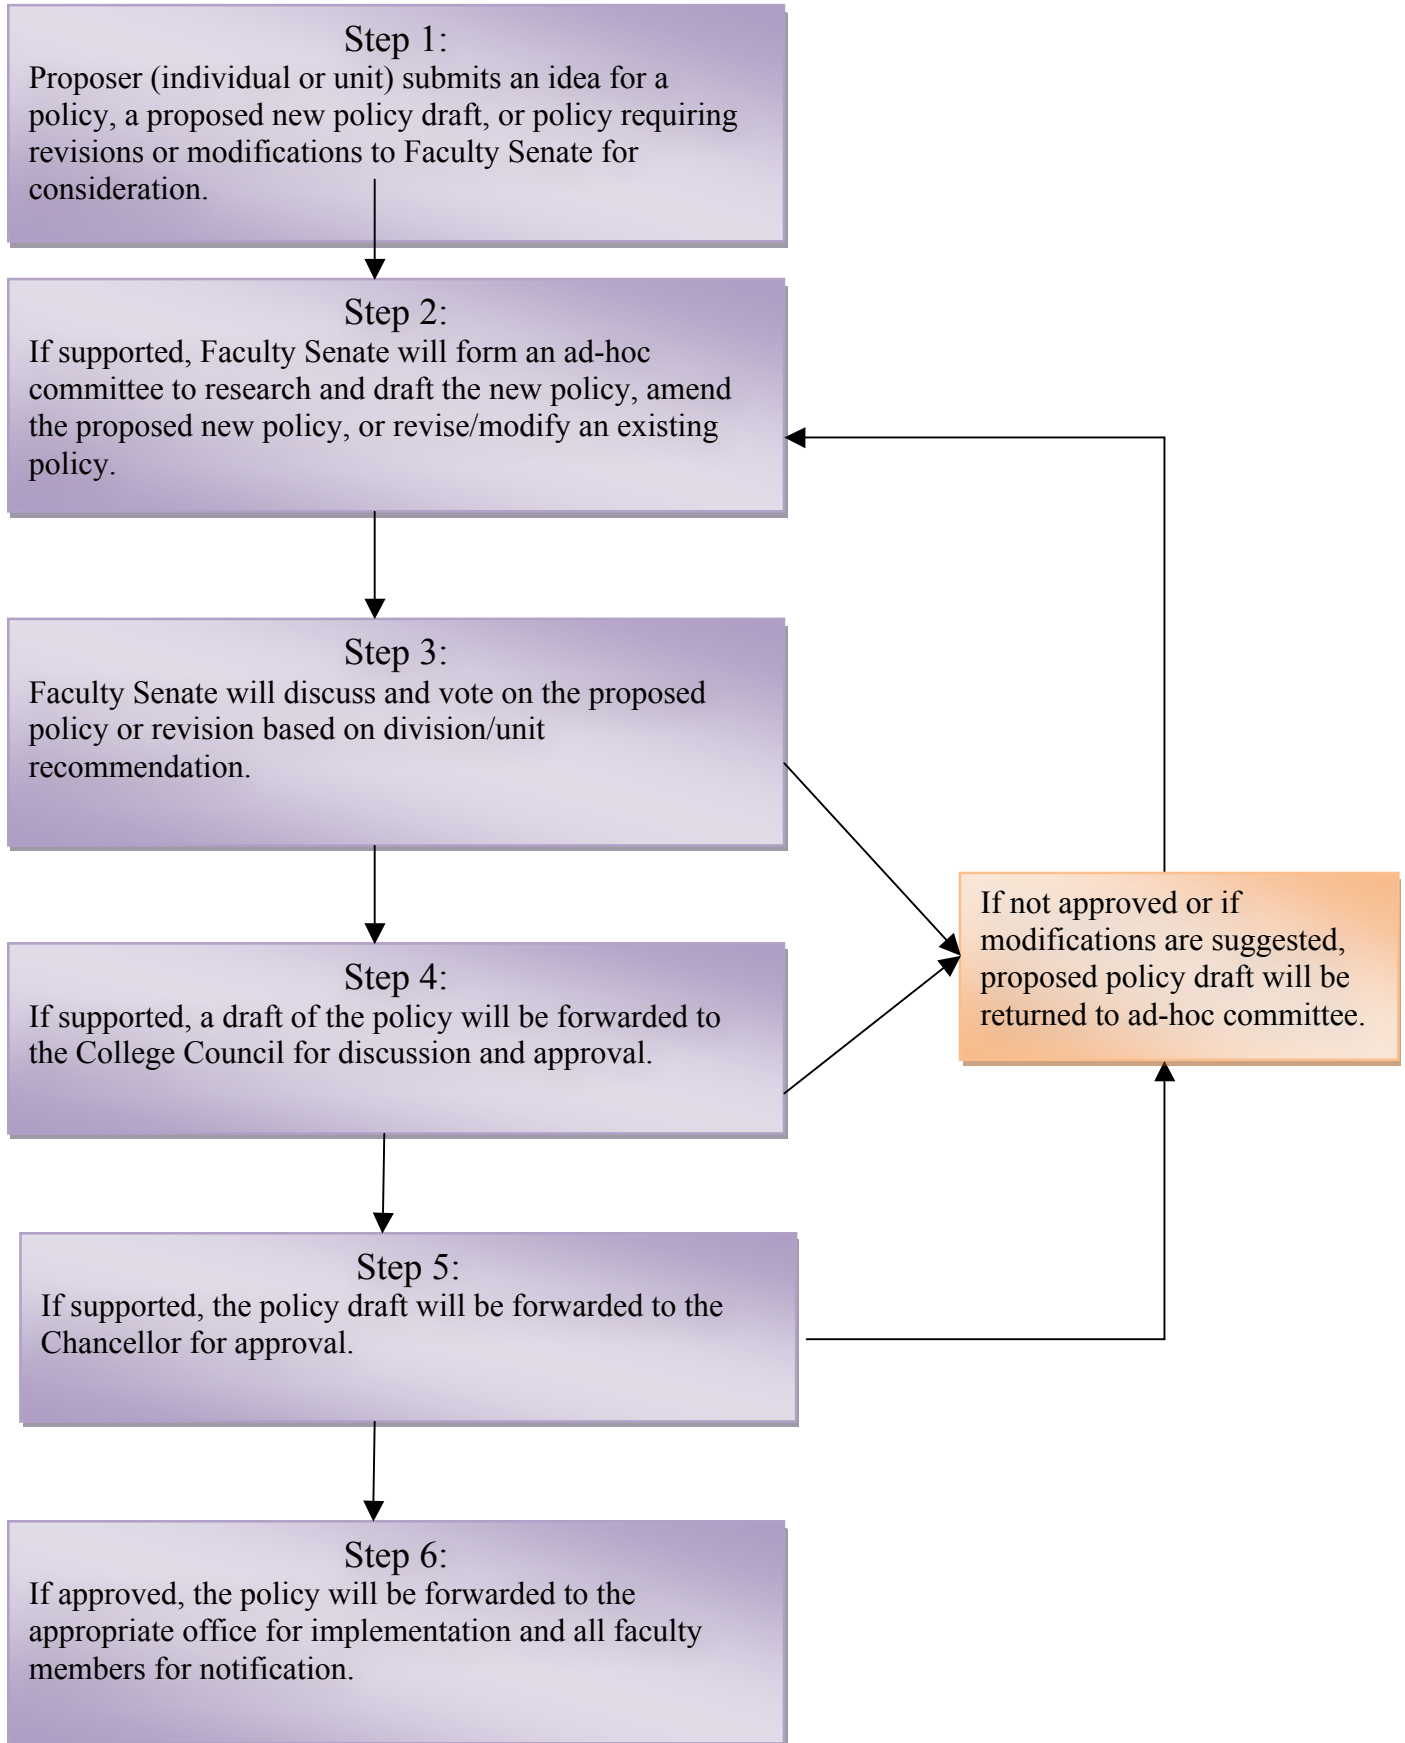 Step 1:
Proposer (individual or unit) submits an idea for a
policy, a proposed new policy draft, or policy requiring
revisions or modifications to Faculty Senate for
consideration.
Step 2:
If supported, Faculty Senate will form an ad-hoc
committee to research and draft the new policy, amend
the proposed new policy, or revise/modify an existing
policy.
Step 3:
Faculty Senate will discuss and vote on the proposed
policy or revision based on division/unit
recommendation.
If not approved or if
modifications are suggested,
proposed policy draft will be
returned to ad-hoc committee.
Step 4:
If supported, a draft of the policy will be forwarded to
the College Council for discussion and approval.
Step 5:
If supported, the policy draft will be forwarded to the
Chancellor for approval.
Step 6:
If approved, the policy will be forwarded to the
appropriate office for implementation and all faculty
members for notification.